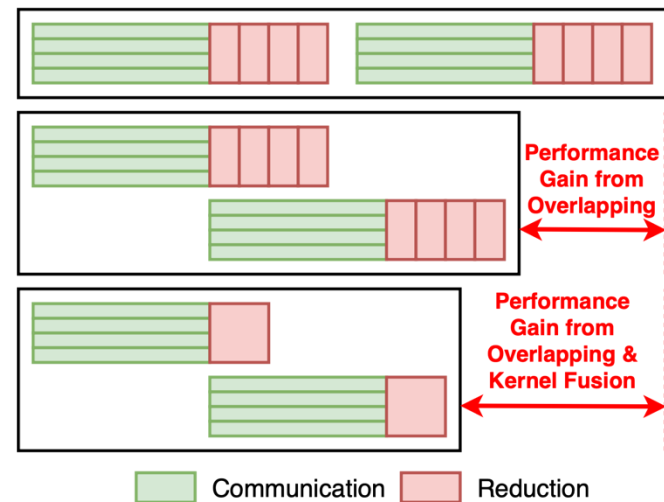 Performance
Gain from
Overlapping
Performance
Gain from
Overlapping &
Kernel Fusion
Communication
Reduction